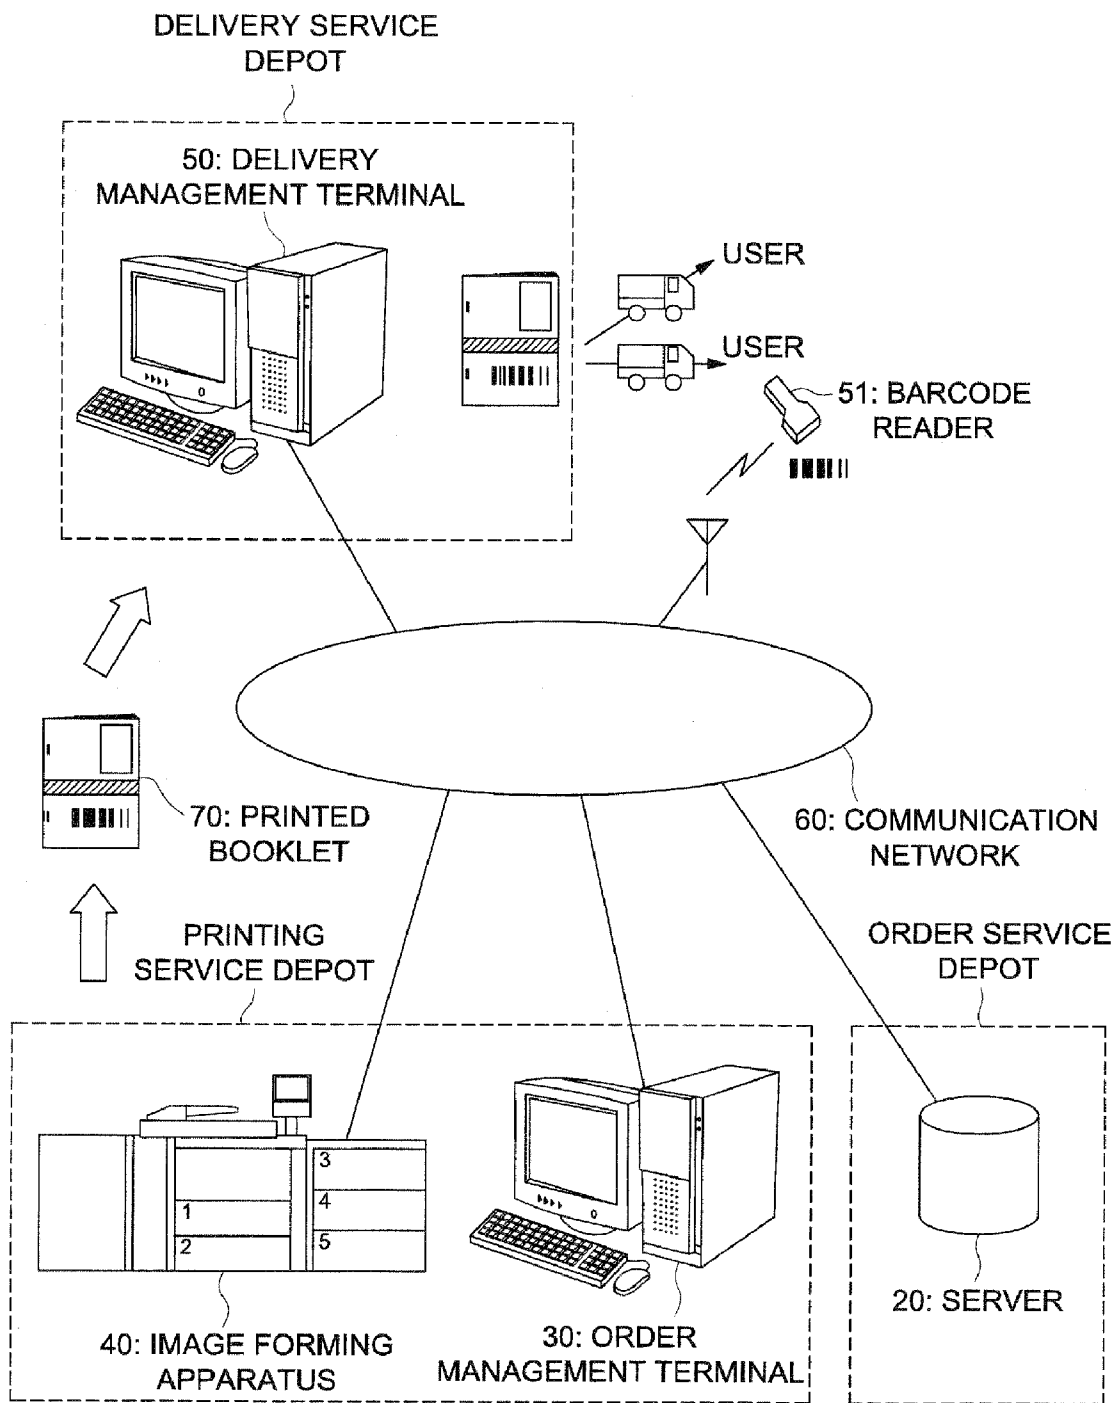 DELIVERY SERVICE
DEPOT
50: DELIVERY
MANAGEMENT TERMINAL
USER
USER
51: BARCODE
READER
70: PRINTED
BOOKLET
60: COMMUNICATION
NETWORK
PRINTING
SERVICE DEPOT
ORDER SERVICE
DEPOT
3
4
5
1
2
40: IMAGE FORMING
APPARATUS
30: ORDER
MANAGEMENT TERMINAL
20: SERVER